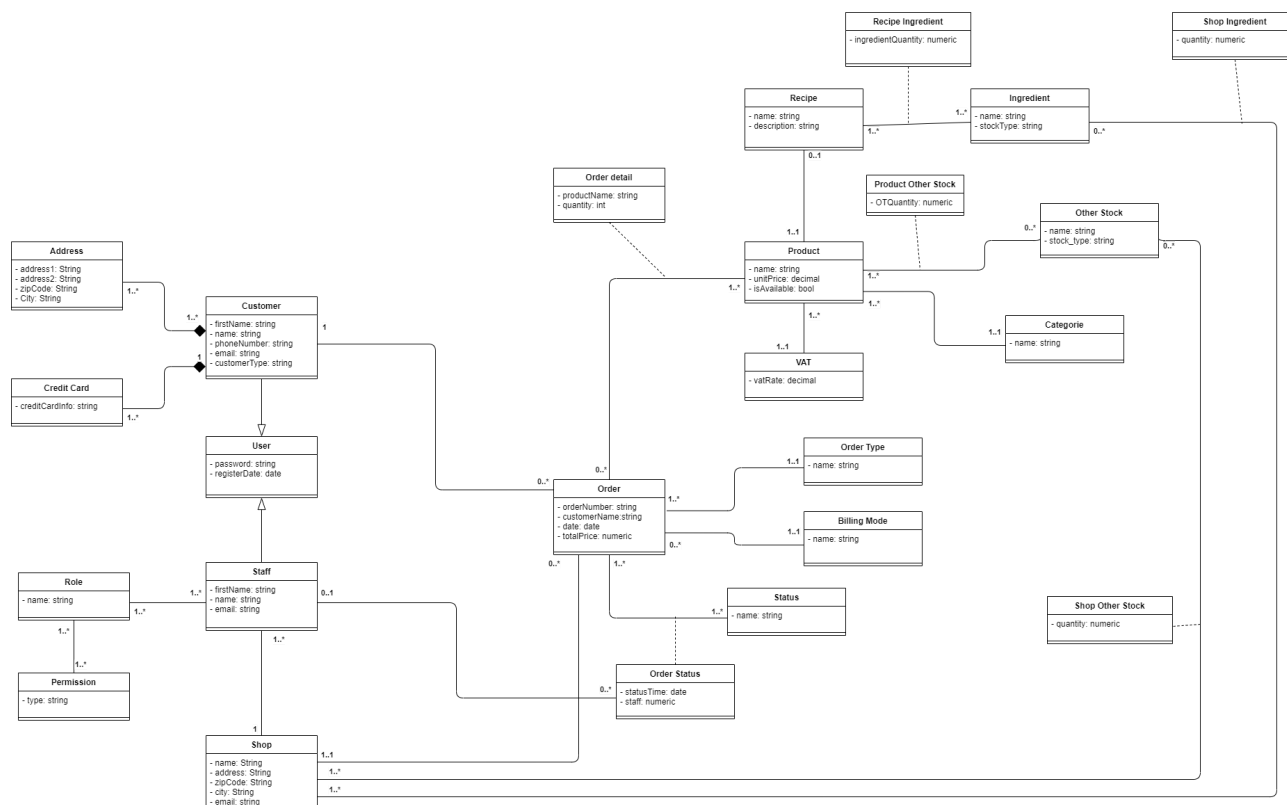 Recipe Ingredient
- ingredientQuantity: numeric
Shop Ingredient
- quantity: numeric
Recipe
- name: string
- description: string
1..*
1..*
0..1
Ingredient
- name: string
- stockType: string
0..*
Order detail
- productName: string
- quantity: int
Product Other Stock
- OTQuantity: numeric
Other Stock
- name: string
- stock_type: string
0..*
0..*
1..1
Product
- name: string
- unitPrice: decimal
- isAvailable: bool
1..*
1..*
1..*
1..*
Address
- address1: String
- address2: String
- zipCode: String
- City: String
1..*
1..*
Customer
- firstName: string
- name: string
- phoneNumber: string
- email: string
- customerType: string
1
1
Categorie
- name: string
1..1
1..1
VAT
- vatRate: decimal
Credit Card
- creditCardInfo: string
1..*
User
- password: string
- registerDate: date
Order Type
- name: string
1..1
0..*
0..*
Order
- orderNumber: string
- customerName:string
- date: date
- totalPrice: numeric
1..*
0..*
0..*
1..*
Billing Mode
- name: string
1..1
Role
- name: string
1..*
1..*
1..*
Staff
- firstName: string
- name: string
- email: string
0..1
1..*
Status
- name: string
1..*
Shop Other Stock
- quantity: numeric
1..*
Permission
- type: string
Order Status
- statusTime: date
- staff: numeric
0..*
1
Shop
- name: String
- address: String
- zipCode: String
- city: String
- email: string
1..1
1..*
1..*